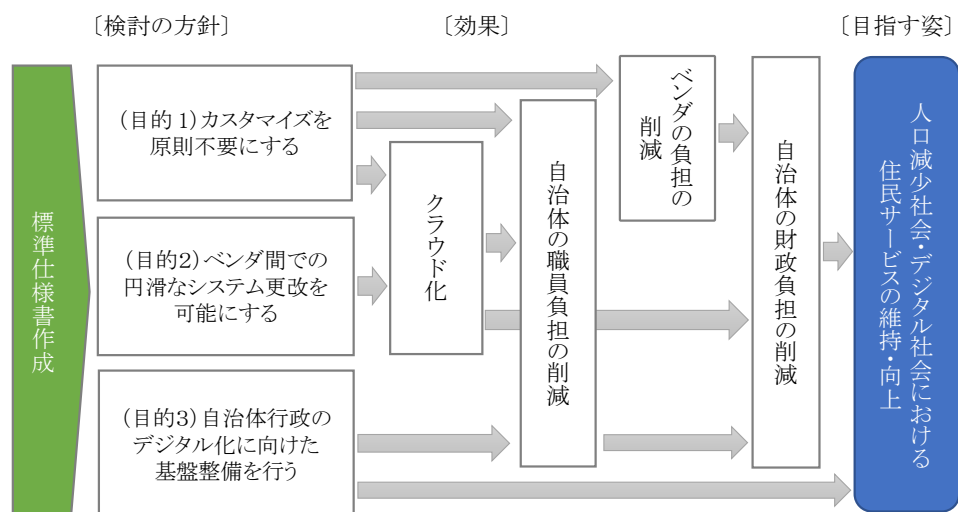 〔検討の方針〕
〔効果〕
〔目指す姿〕
標準仕様書作成
(目的１)カスタマイズを
原則不要にする
(目的２)ベンダ間での
円滑なシステム更改を
可能にする
(目的３)自治体行政の
デジタル化に向けた
基盤整備を行う
クラウド化
自治体の職員負担の削減
ベンダの負担の
削減
自治体の財政負担の削減
人口減少社会・デジタル社会における
住民サービスの維持・向上